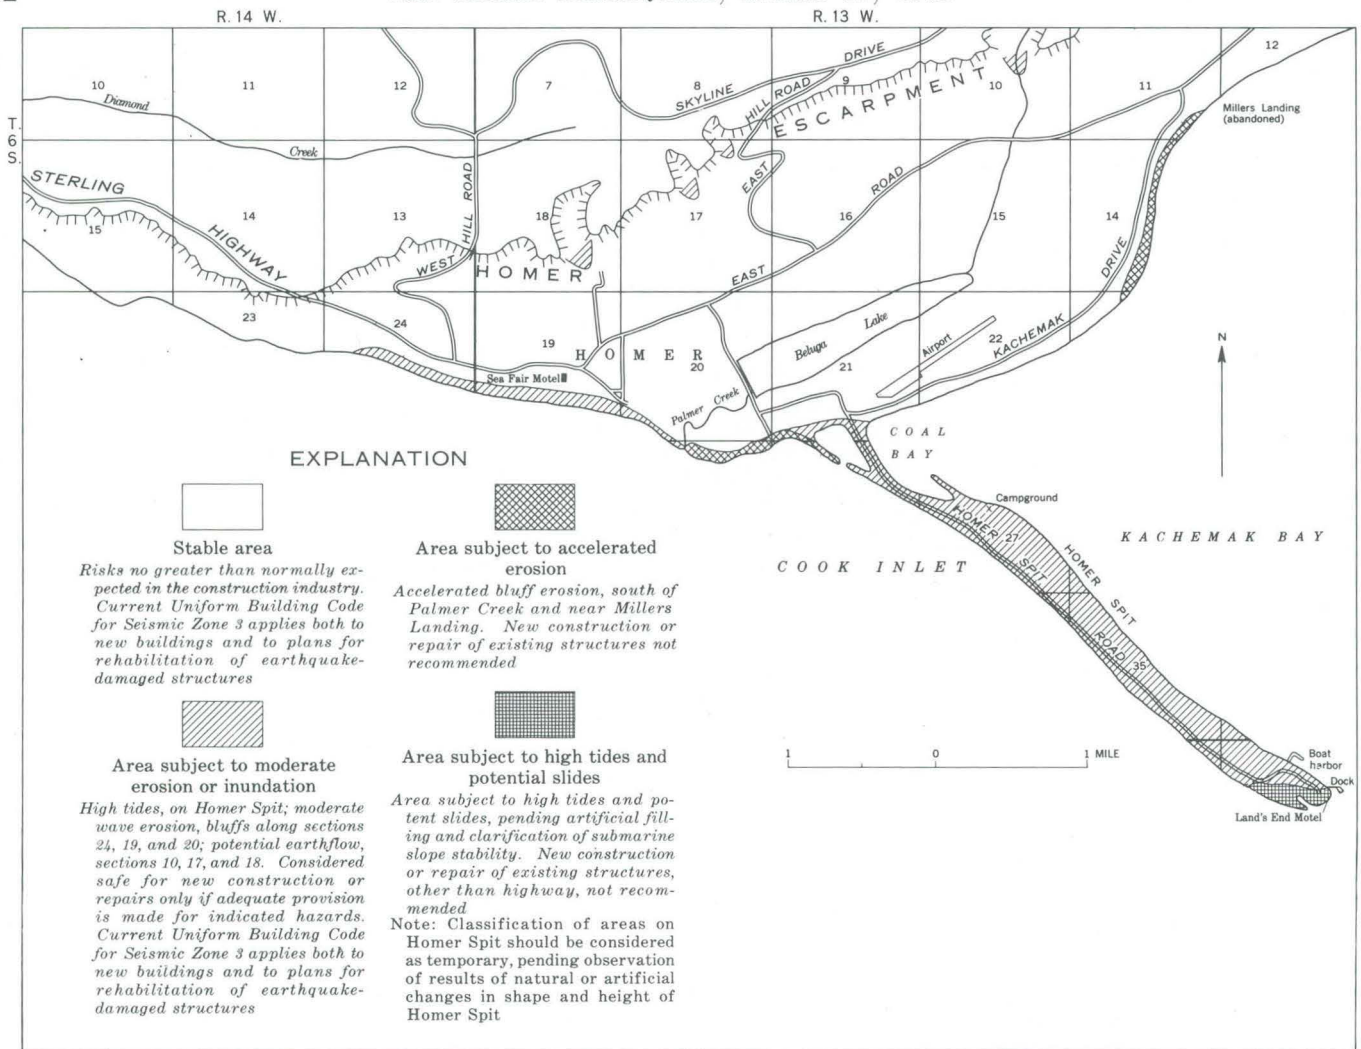 R. 14 W.
R. 13 W.
T.
6
S.
10
11
12
7
8
9
10
11
12
Diamond
Creek
SKYLINE
DRIVE
HILL ROAD
EAST
ESCARPMENT
Millers Landing
(abandoned)
STERLING
HIGHWAY
15
14
13
18
17
16
15
14
WEST
HILL
ROAD
HOMER
EAST
ROAD
KACHEMAK
DRIVE
23
24
19
20
21
22
HOMER
Beluga
Lake
Airport
Sea Fair Motel
Palmer Creek
N
COAL
BAY
Campground
HOMER SPIT ROAD
27
35
HOMER SPIT
COOK INLET
KACHEMAK BAY
1
0
1 MILE
Boat
harbor
Dock
Land's End Motel
EXPLANATION
Stable area
Risks no greater than normally ex-
pected in the construction industry.
Current Uniform Building Code
for Seismic Zone 3 applies both to
new buildings and to plans for
rehabilitation of earthquake-
damaged structures
Area subject to moderate
erosion or inundation
High tides, on Homer Spit; moderate
wave erosion, bluffs along sections
24, 19, and 20; potential earthflow,
sections 10, 17, and 18. Considered
safe for new construction or
repairs only if adequate provision
is made for indicated hazards.
Current Uniform Building Code
for Seismic Zone 3 applies both to
new buildings and to plans for
rehabilitation of earthquake-
damaged structures
Area subject to accelerated
erosion
Accelerated bluff erosion, south of
Palmer Creek and near Millers
Landing. New construction or
repair of existing structures not
recommended
Area subject to high tides and
potential slides
Area subject to high tides and po-
tent slides, pending artificial fill-
ing and clarification of submarine
slope stability. New construction
or repair of existing structures,
other than highway, not recom-
mended
Note: Classification of areas on
Homer Spit should be considered
as temporary, pending observation
of results of natural or artificial
changes in shape and height of
Homer Spit